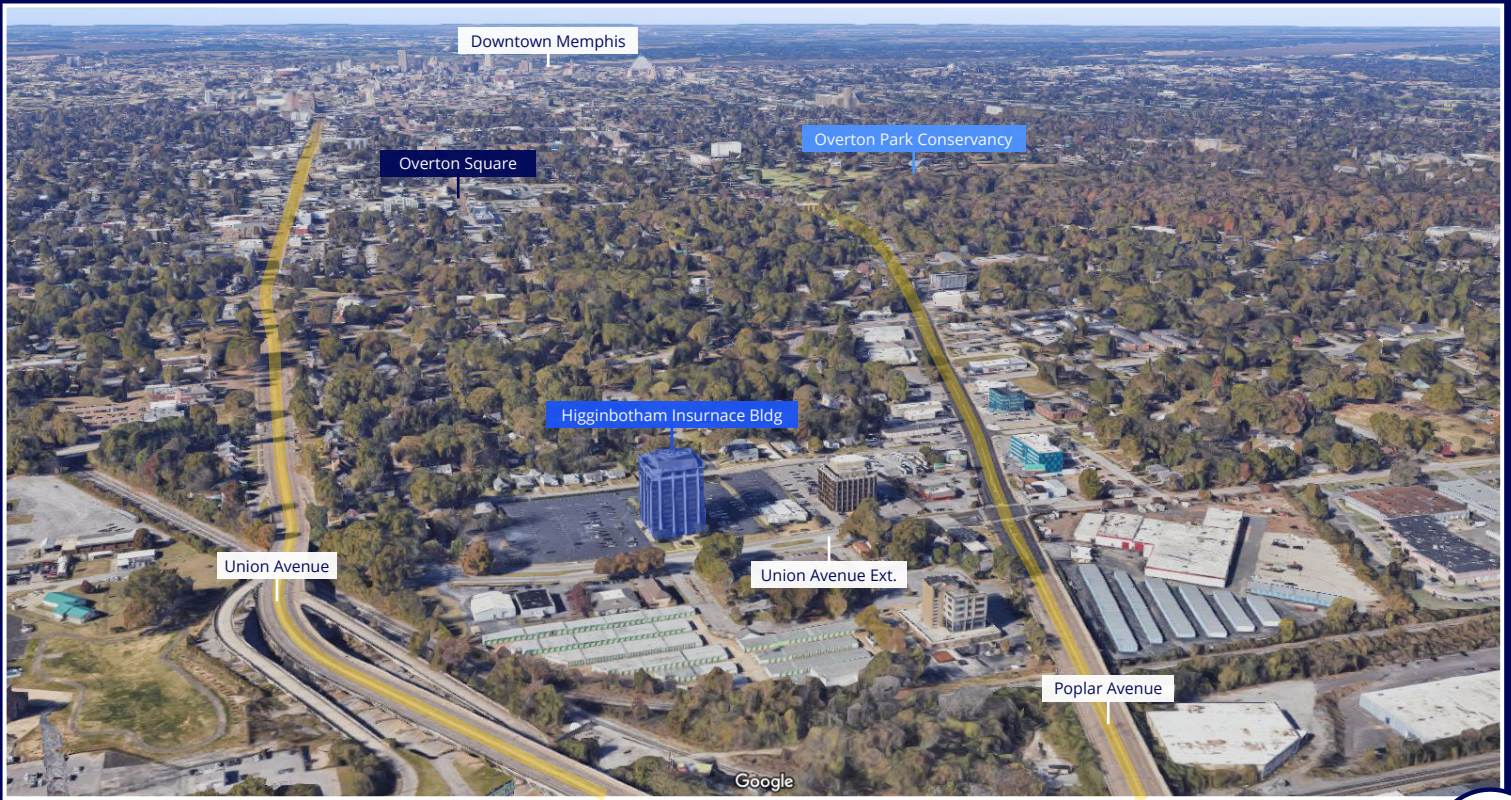 Downtown Memphis
Overton Park Conservancy
Overton Square
Higginbotham Insurnace Bldg
Union Avenue
Union Avenue Ext.
Poplar Avenue
Google